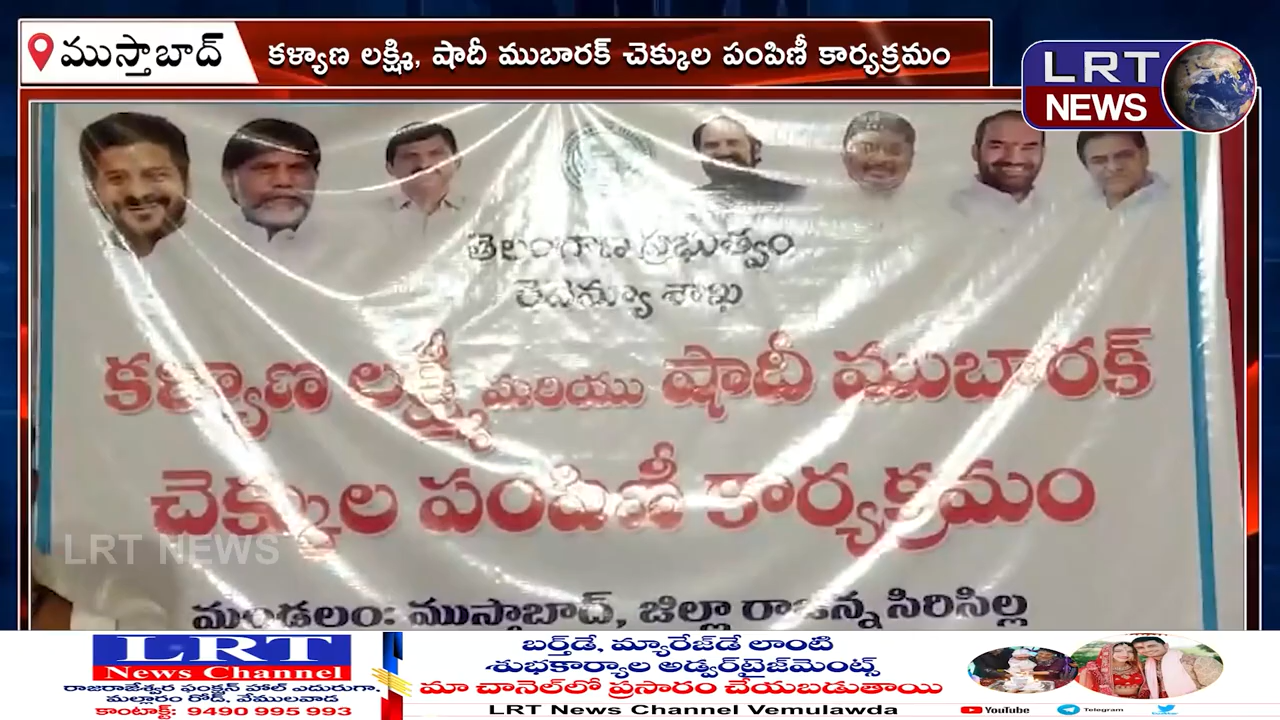 ముస్తాబాద్
కళ్యాణ లక్ష్మి, షాదీ ముబారక్ చెక్కుల పంపిణీ కార్యక్రమం
LRT
NEWS
తెలంగాణ ప్రభుత్వం
రెవెన్యూ శాఖ
కళ్యాణ లక్ష్మి మరియు షాదీ ముబారక్
చెక్కుల పంపిణీ కార్యక్రమం
LRT NEWS
మండలం: ముస్తాబాద్, జిల్లా రాజన్న సిరిసిల్ల
LRT
News Channel
రాజరాజేశ్వర ఫంక్షన్ హాల్ ఎదురుగా.
మల్లారం రోడ్, వేములవాడ
కాంటాక్ట్: 9490 995 993
బర్త్‌డే, మ్యారేజ్‌డే లాంటి
శుభకార్యాల అడ్వర్‌టైజ్‌మెంట్స్
మా చానెల్‌లో ప్రసారం చేయబడుతాయి
LRT News Channel Vemulawda
YouTube
Telegram